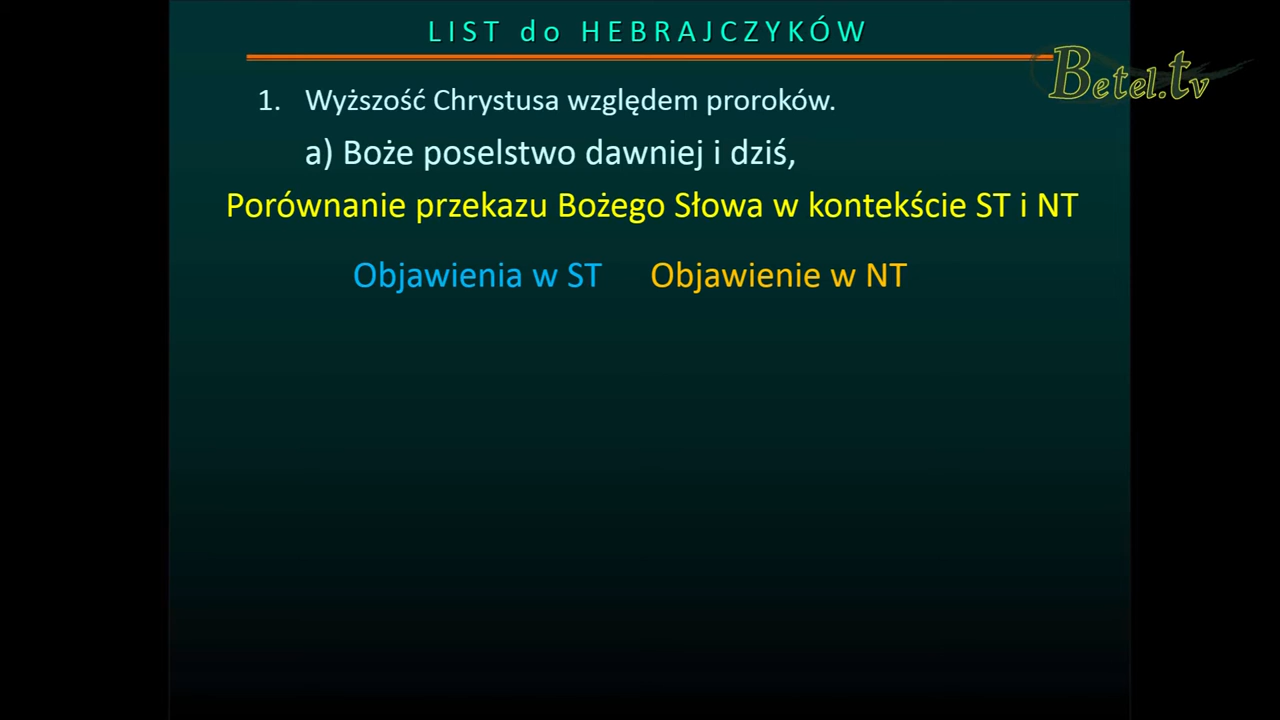 LIST do HEBRAJCZYKÓW
Betel.tv
1. Wyższość Chrystusa względem proroków.
a) Boże poselstwo dawniej i dziś,
Porównanie przekazu Bożego Słowa w kontekście ST i NT
Objawienia w ST Objawienie w NT